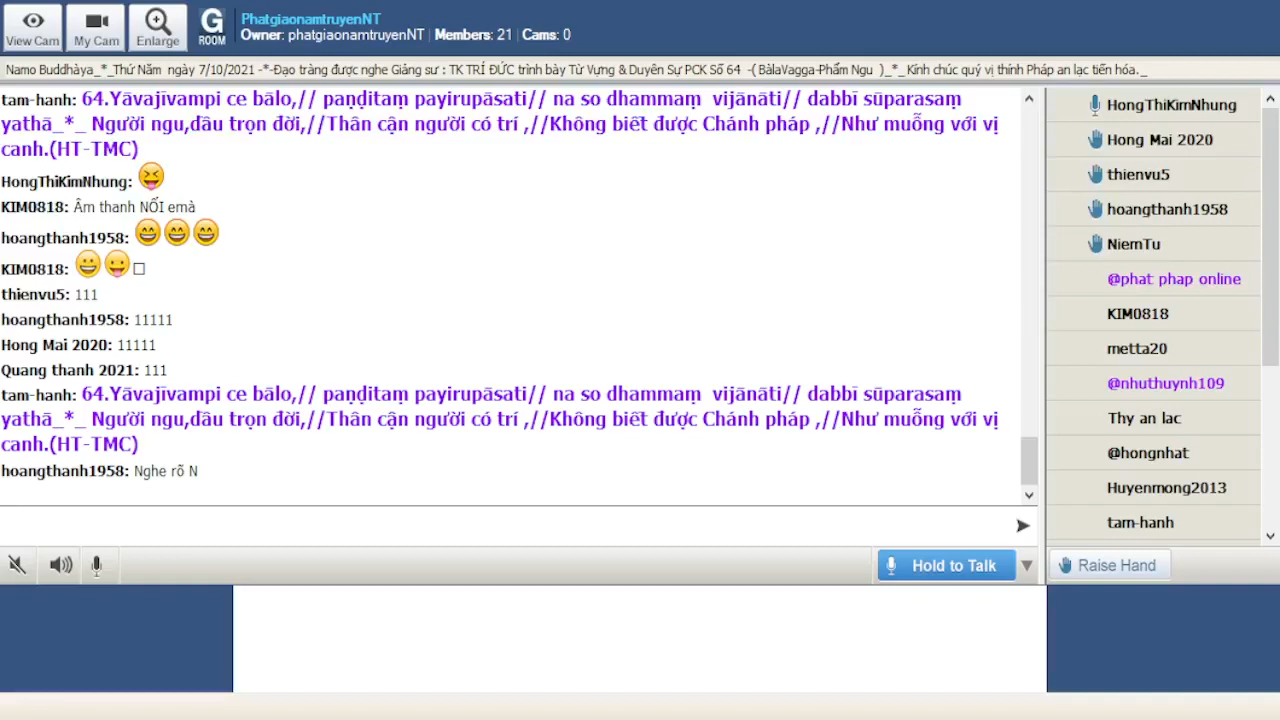 View Cam
My Cam
Enlarge
G ROOM
PhatgiaonamtruyenNT
Owner: phatgiaonamtruyenNT | Members: 21 | Cams: 0
Namo Buddhàya_*_Thứ Năm ngày 7/10/2021 -*-Đạo tràng được nghe Giảng sư : TK TRÍ ĐỨC trình bày Từ Vựng & Duyên Sự PCK Số 64 -( BàlaVagga-Phẩm Ngu )_*_ Kính chúc quý vị thính Pháp an lạc tiến hóa._
tam-hanh: 64.Yāvajīvampi ce bālo,// paṇḍitaṃ payirupāsati// na so dhammaṃ vijānāti// dabbī sūparasaṃ
yathā_*_ Người ngu,dầu trọn đời,//Thân cận người có trí ,//Không biết được Chánh pháp ,//Như muỗng với vị
canh.(HT-TMC)
HongThiKimNhung:
KIM0818: Âm thanh NỔI emà
hoangthanh1958:
KIM0818:
thienvu5: 111
hoangthanh1958: 11111
Hong Mai 2020: 11111
Quang thanh 2021: 111
tam-hanh: 64.Yāvajīvampi ce bālo,// paṇḍitaṃ payirupāsati// na so dhammaṃ vijānāti// dabbī sūparasaṃ
yathā_*_ Người ngu,dầu trọn đời,//Thân cận người có trí ,//Không biết được Chánh pháp ,//Như muỗng với vị
canh.(HT-TMC)
hoangthanh1958: Nghe rõ N
Hold to Talk
HongThiKimNhung
Hong Mai 2020
thienvu5
hoangthanh1958
NiemTu
@phat phap online
KIM0818
metta20
@nhuthuynh109
Thy an lac
@hongnhat
Huyenmong2013
tam-hanh
Raise Hand